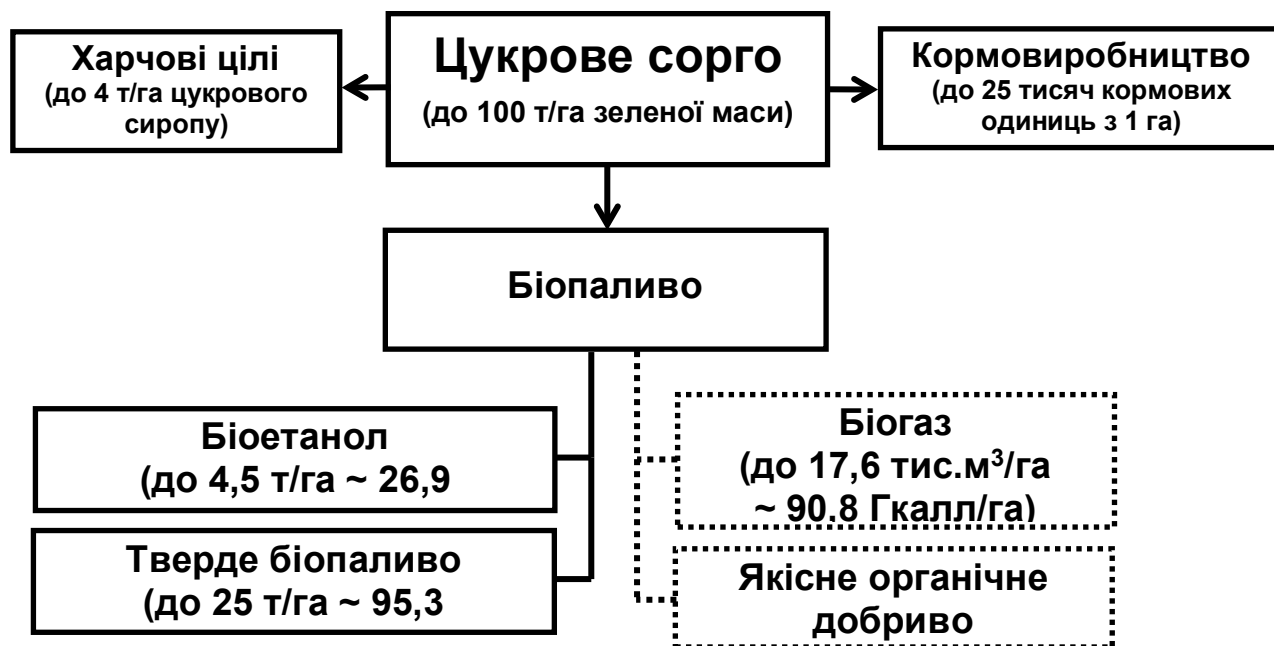 Харчові цілі
(до 4 т/га цукрового
сиропу)
Цукрове сорго
(до 100 т/га зеленої маси)
Кормовиробництво
(до 25 тисяч кормових
одиниць з 1 га)
Біопаливо
Біоетанол
(до 4,5 т/га ~ 26,9
Тверде біопаливо
(до 25 т/га ~ 95,3
Біогаз
(до 17,6 тис.м³/га
~ 90,8 Гкалл/га)
Якісне органічне
добриво